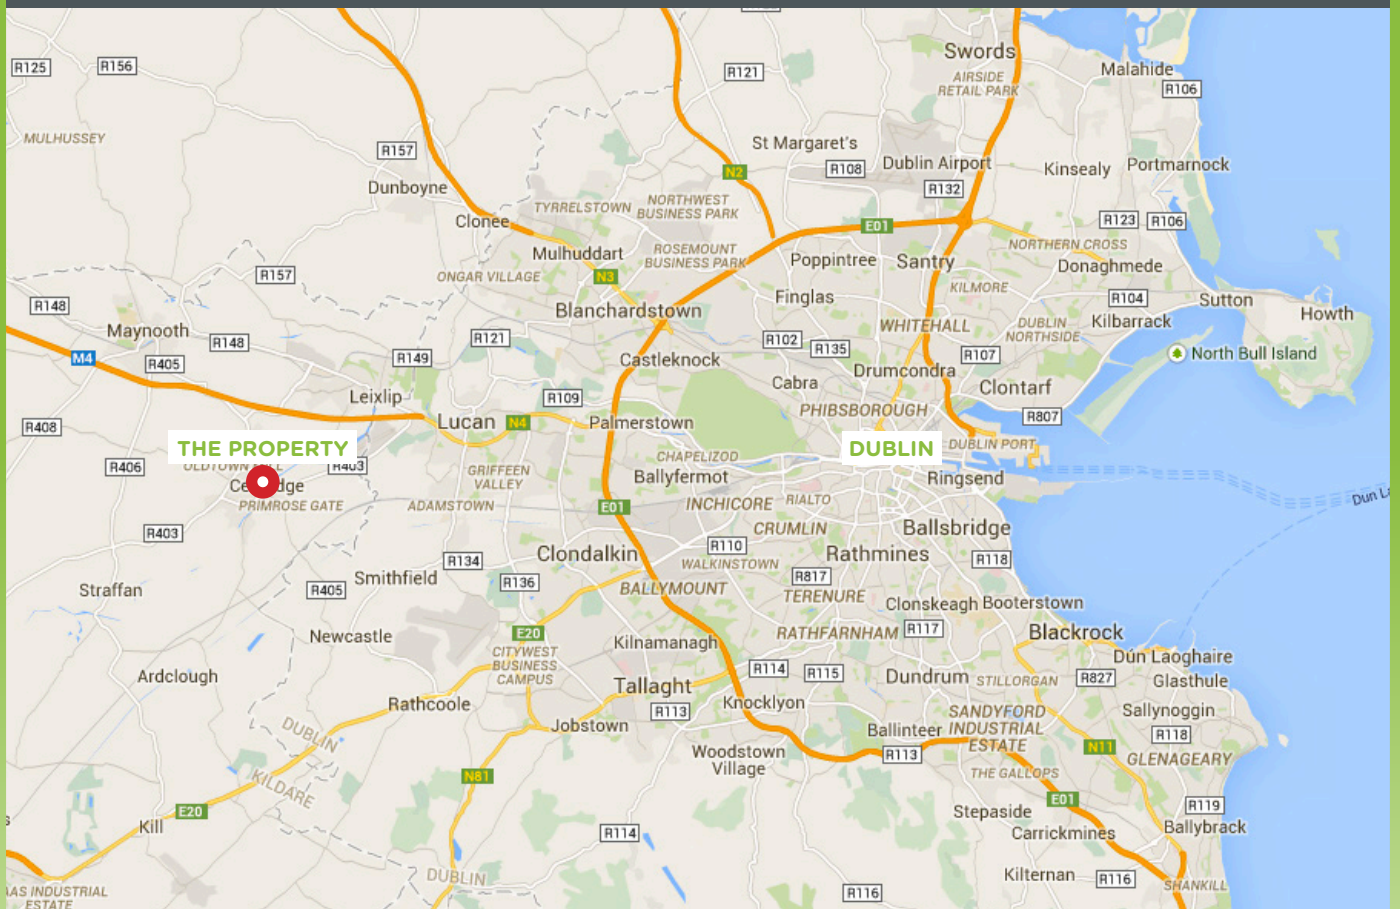 Swords
Malahide
AIRSIDE
RETAIL PARK
R125
R156
R121
R106
MULHUSSEY
R157
St Margaret's
R108
Dublin Airport
Kinsealy
Portmarnock
N2
Dunboyne
R132
TYRRELSTOWN
NORTHWEST
BUSINESS PARK
Clonee
E01
R123
R106
Mulhuddart
ROSEMOUNT
BUSINESS PARK
Poppintree
Santry
NORTHERN CROSS
Donaghmede
R157
ONGAR VILLAGE
N3
KILMORE
R148
Blanchardstown
Finglas
R104
Sutton
Howth
Maynooth
R148
R121
WHITEHALL
DUBLIN
NORTHSIDE
Kilbarrack
M4
R405
R149
Castleknock
R102
R135
R107
North Bull Island
Drumcondra
Leixlip
R109
Cabra
Clontarf
PHIBSBOROUGH
R807
R408
Lucan
N4
Palmerstown
THE PROPERTY
DUBLIN
DUBLIN PORT
R406
R403
GRIFFEEN
VALLEY
CHAPELIZOD
Ballyfermot
Ringsend
PRIMROSE GATE
ADAMSTOWN
E01
INCHICORE
RIALTO
R403
CRUMLIN
Ballsbridge
Clondalkin
R110
WALKINSTOWN
Rathmines
R118
R134
Straffan
R405
Smithfield
R136
BALLYMOUNT
R817
TERENURE
Clonskeagh
Booterstown
Newcastle
E20
Kilnamanagh
RATHFARNHAM
R117
Blackrock
CITYWEST
BUSINESS
CAMPUS
Dún Laoghaire
Ardclough
R114
R115
Dundrum
STILLORGAN
R827
Glasthule
Tallaght
Rathcoole
R113
Knocklyon
Sallynoggin
DUBLIN
KILDARE
Jobstown
Woodstown
Village
Ballinteer
R113
SANDYFORD
INDUSTRIAL
ESTATE
N11
R118
GLENAGEARY
N81
THE GALLOPS
E20
E01
R119
Kill
R114
Stepaside
Carrickmines
Ballybrack
DUBLIN
Kilternan
R116
R116
SHANKILL
INDUSTRIAL
ESTATE